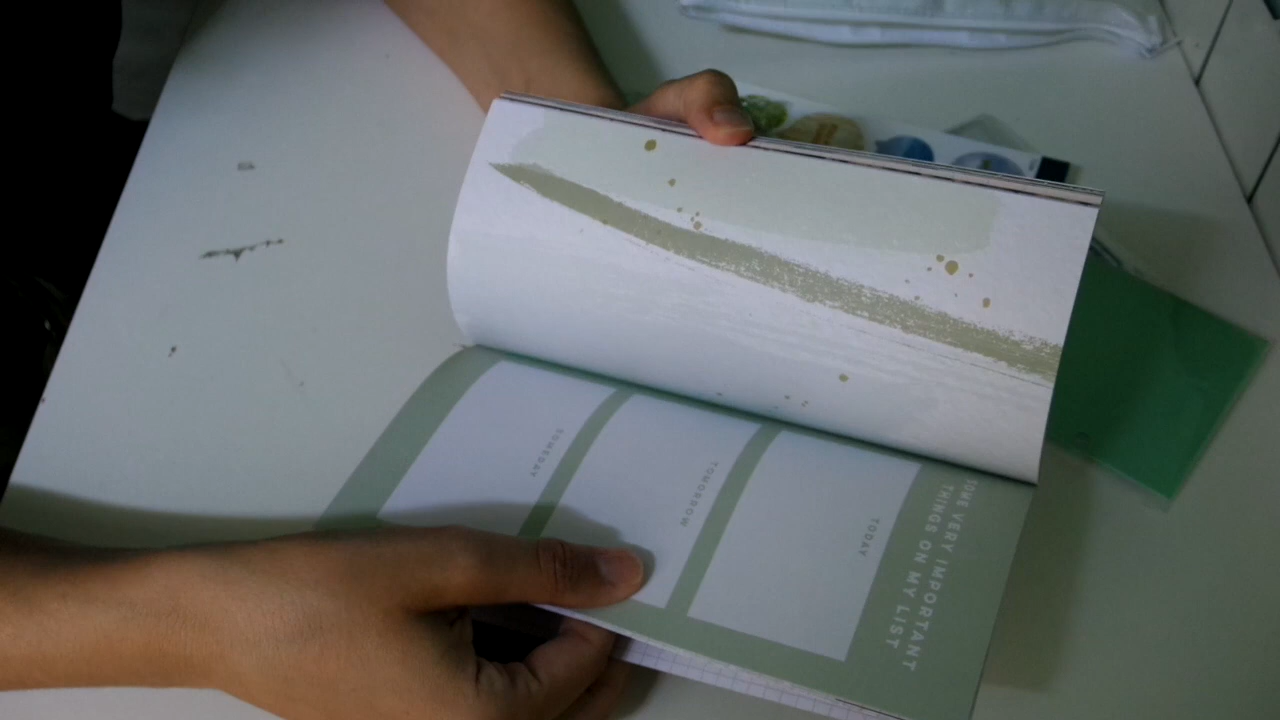 SOME VERY IMPORTANT
THINGS ON MY LIST
TODAY
TOMORROW
SOMEDAY